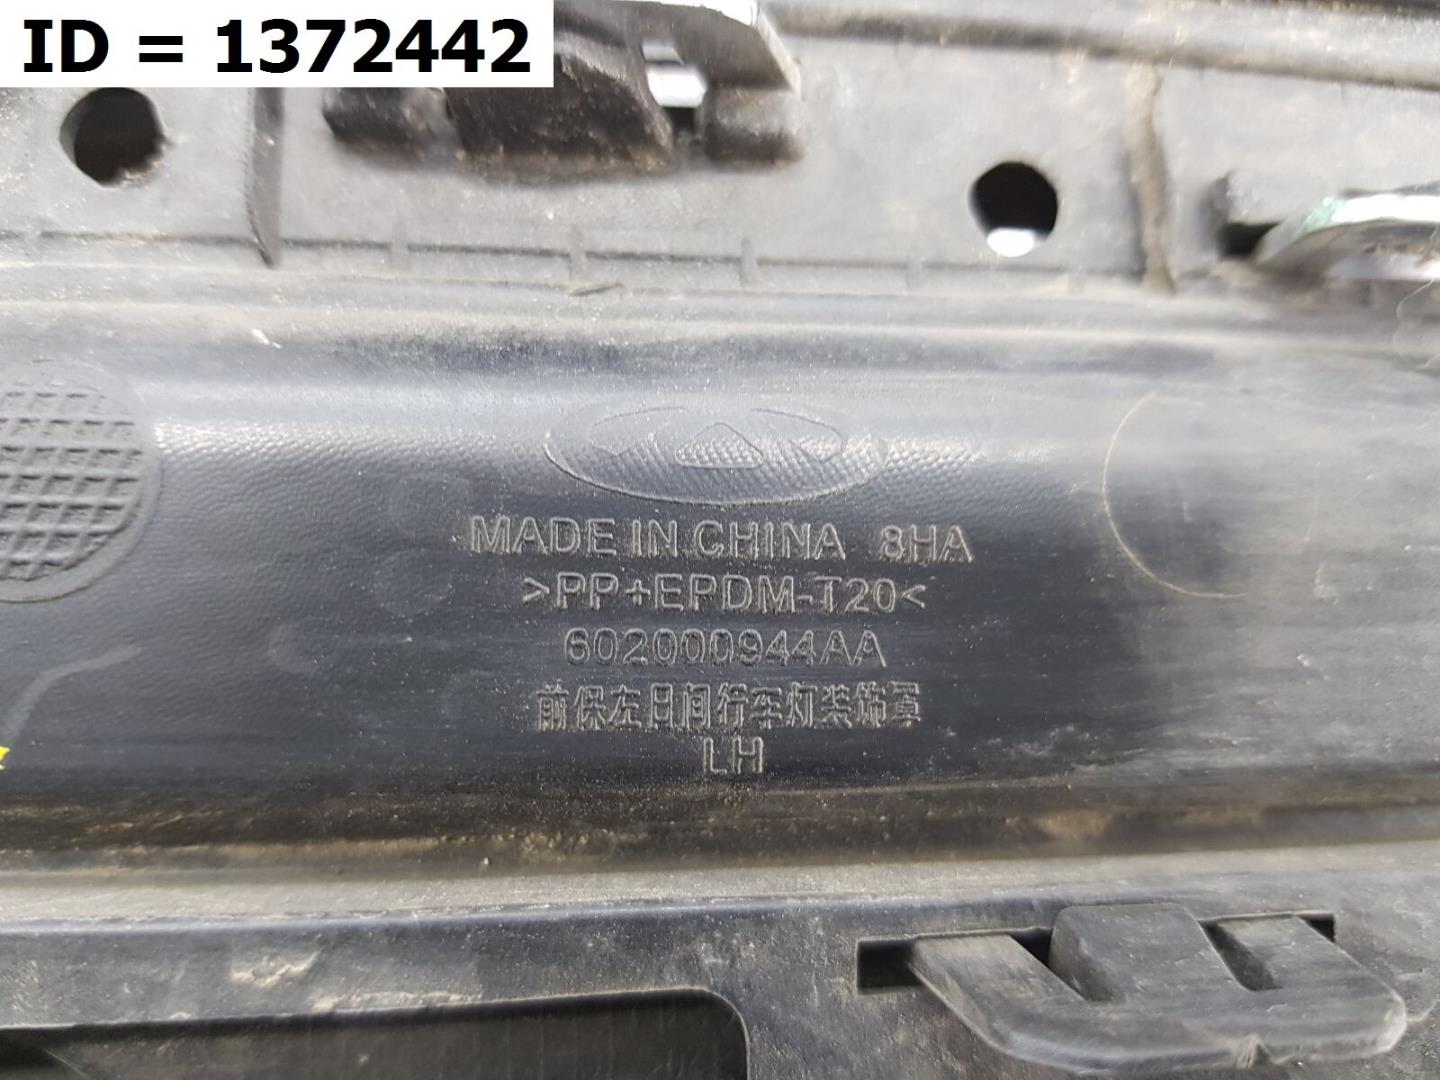 ID = 1372442
MADE IN CHINA 8HA
>PP+EPDM-T20<
602000944AA
前保左日间行车灯装饰罩
LH